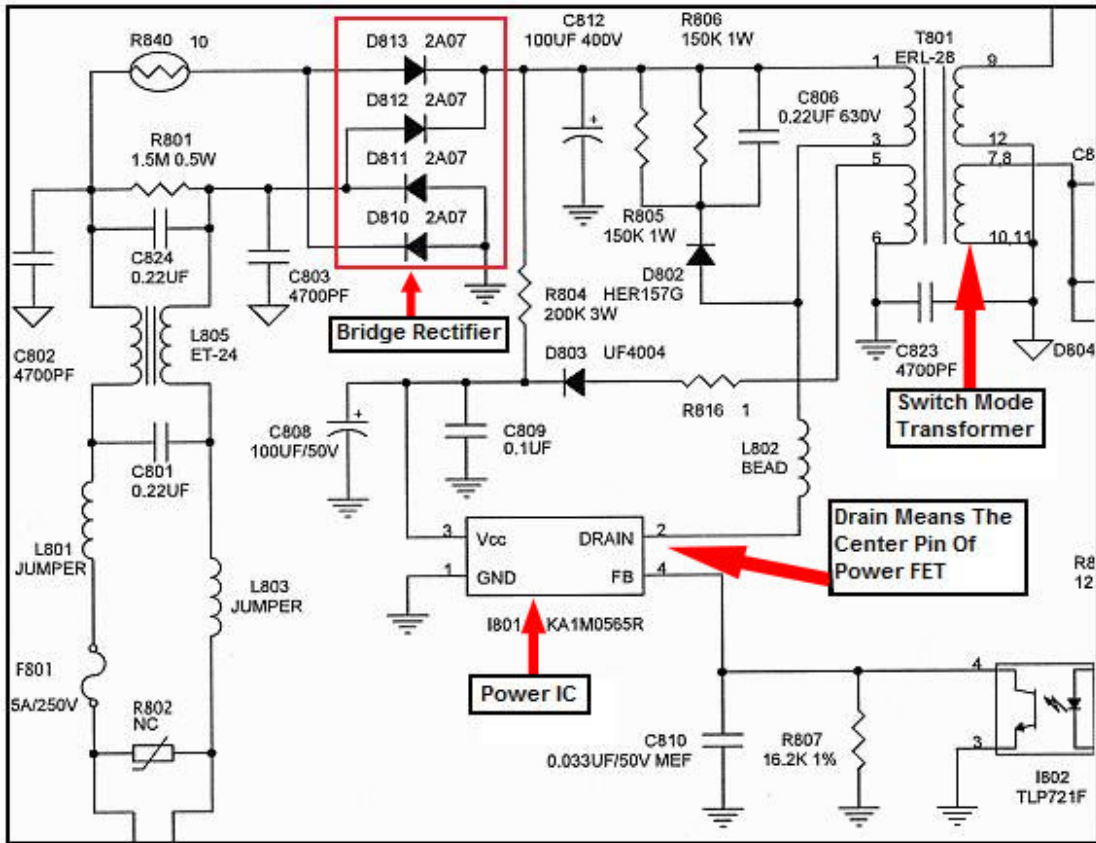 R840 10
D813 2A07
D812 2A07
D811 2A07
D810 2A07
Bridge Rectifier
C812
100UF 400V
R806
150K 1W
T801
ERL-28
1
3
5
6
9
12
7,8
10,11
C806
0.22UF 630V
R801
1.5M 0.5W
C824
0.22UF
C803
4700PF
R805
150K 1W
D802
HER157G
R804
200K 3W
L805
ET-24
C802
4700PF
D803 UF4004
R816 1
C823
4700PF
D804
Switch Mode
Transformer
C808
100UF/50V
C809
0.1UF
L802
BEAD
C801
0.22UF
L801
JUMPER
L803
JUMPER
3 Vcc DRAIN 2
1 GND FB 4
I801 KA1M0565R
Drain Means The
Center Pin Of
Power FET
Power IC
F801
5A/250V
R802
NC
C810
0.033UF/50V MEF
R807
16.2K 1%
4
3
I802
TLP721F